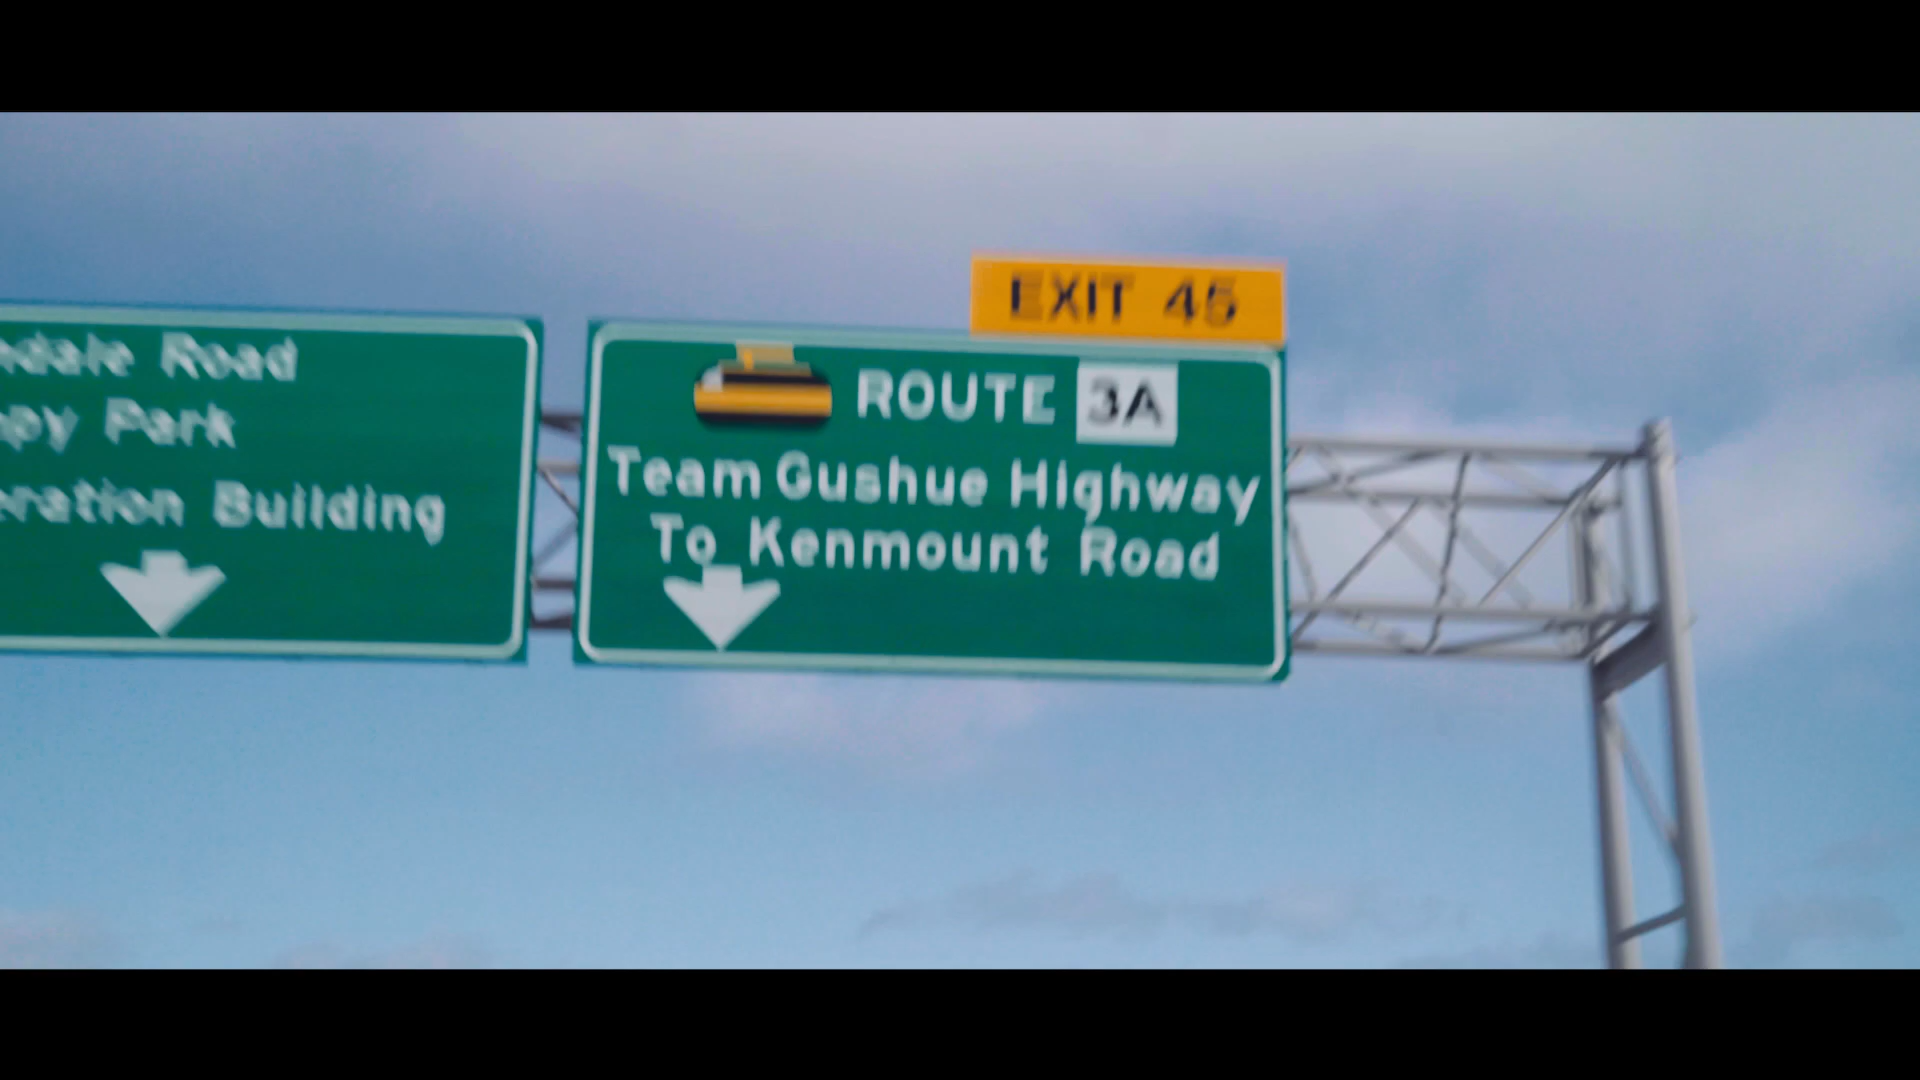 Road
Park
Building
EXIT 45
ROUTE 3A
Team Gushue Highway
To Kenmount Road